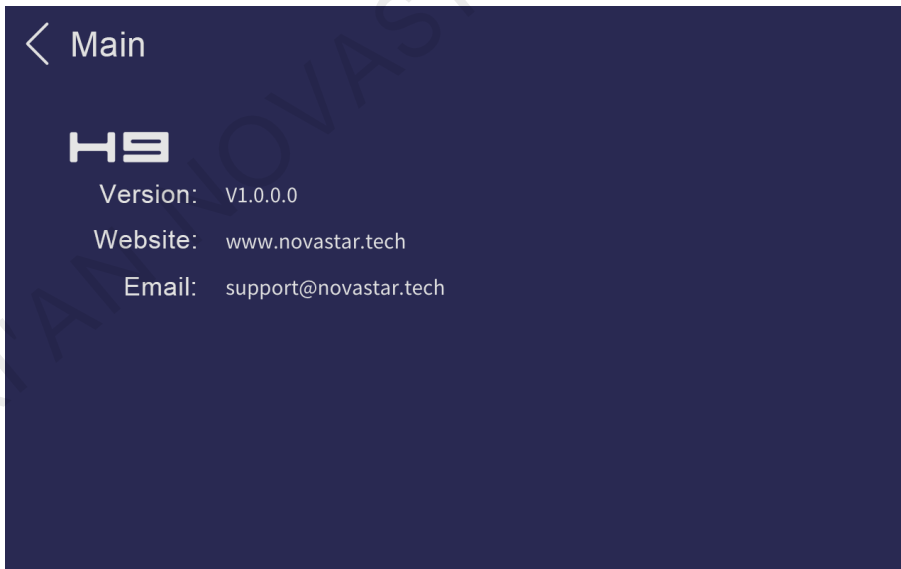 Main
H9
Version: V1.0.0.0
Website: www.novastar.tech
Email: support@novastar.tech